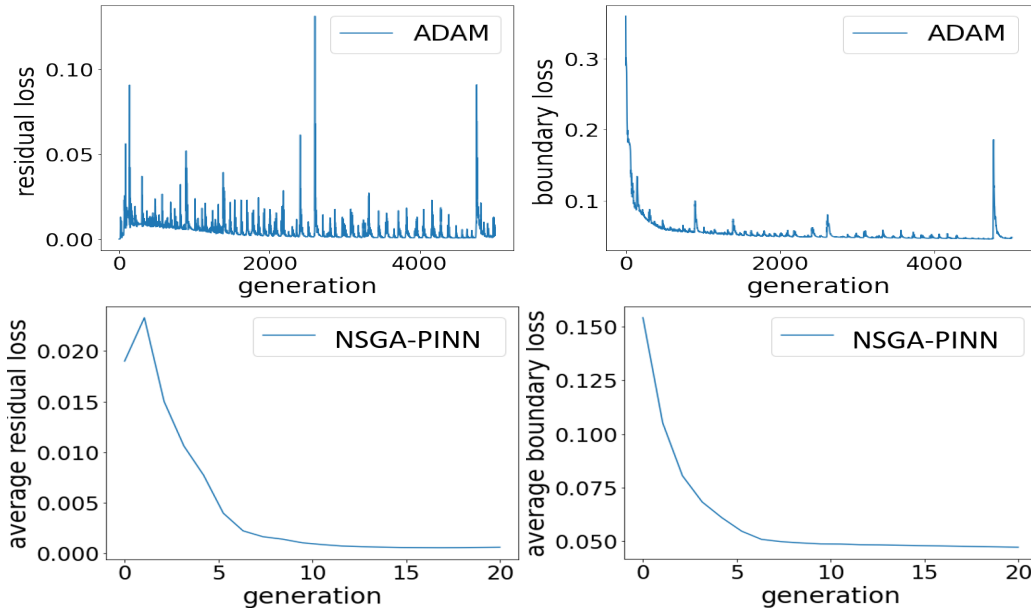 ADAM
residual loss
0.10
0.05
0.00
0
2000
4000
generation
ADAM
boundary loss
0.3
0.2
0.1
0
2000
4000
generation
NSGA-PINN
average residual loss
0.020
0.015
0.010
0.005
0.000
0
5
10
15
20
generation
NSGA-PINN
average boundary loss
0.150
0.125
0.100
0.075
0.050
0
5
10
15
20
generation